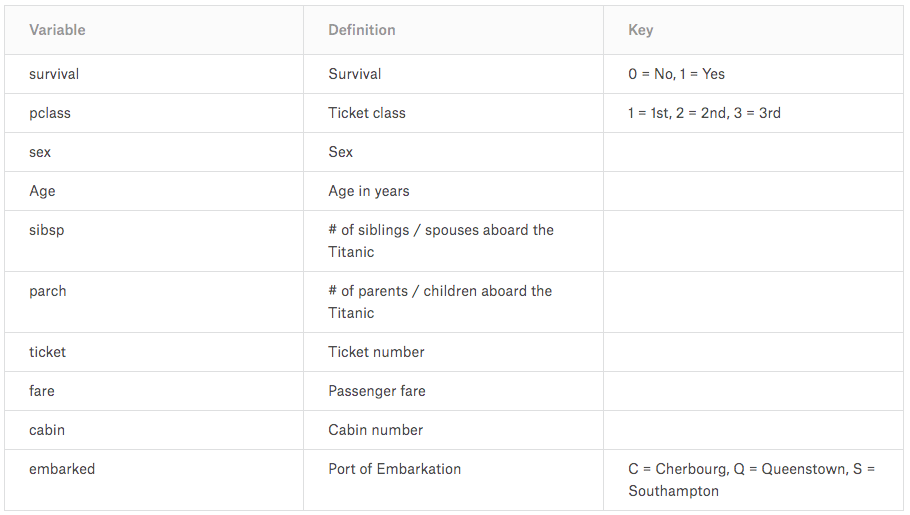 Variable Definition Key
survival Survival 0 = No, 1 = Yes
pclass Ticket class 1 = 1st, 2 = 2nd, 3 = 3rd
sex Sex
Age Age in years
sibsp # of siblings / spouses aboard the
Titanic
parch # of parents / children aboard the
Titanic
ticket Ticket number
fare Passenger fare
cabin Cabin number
embarked Port of Embarkation C = Cherbourg, Q = Queenstown, S =
Southampton